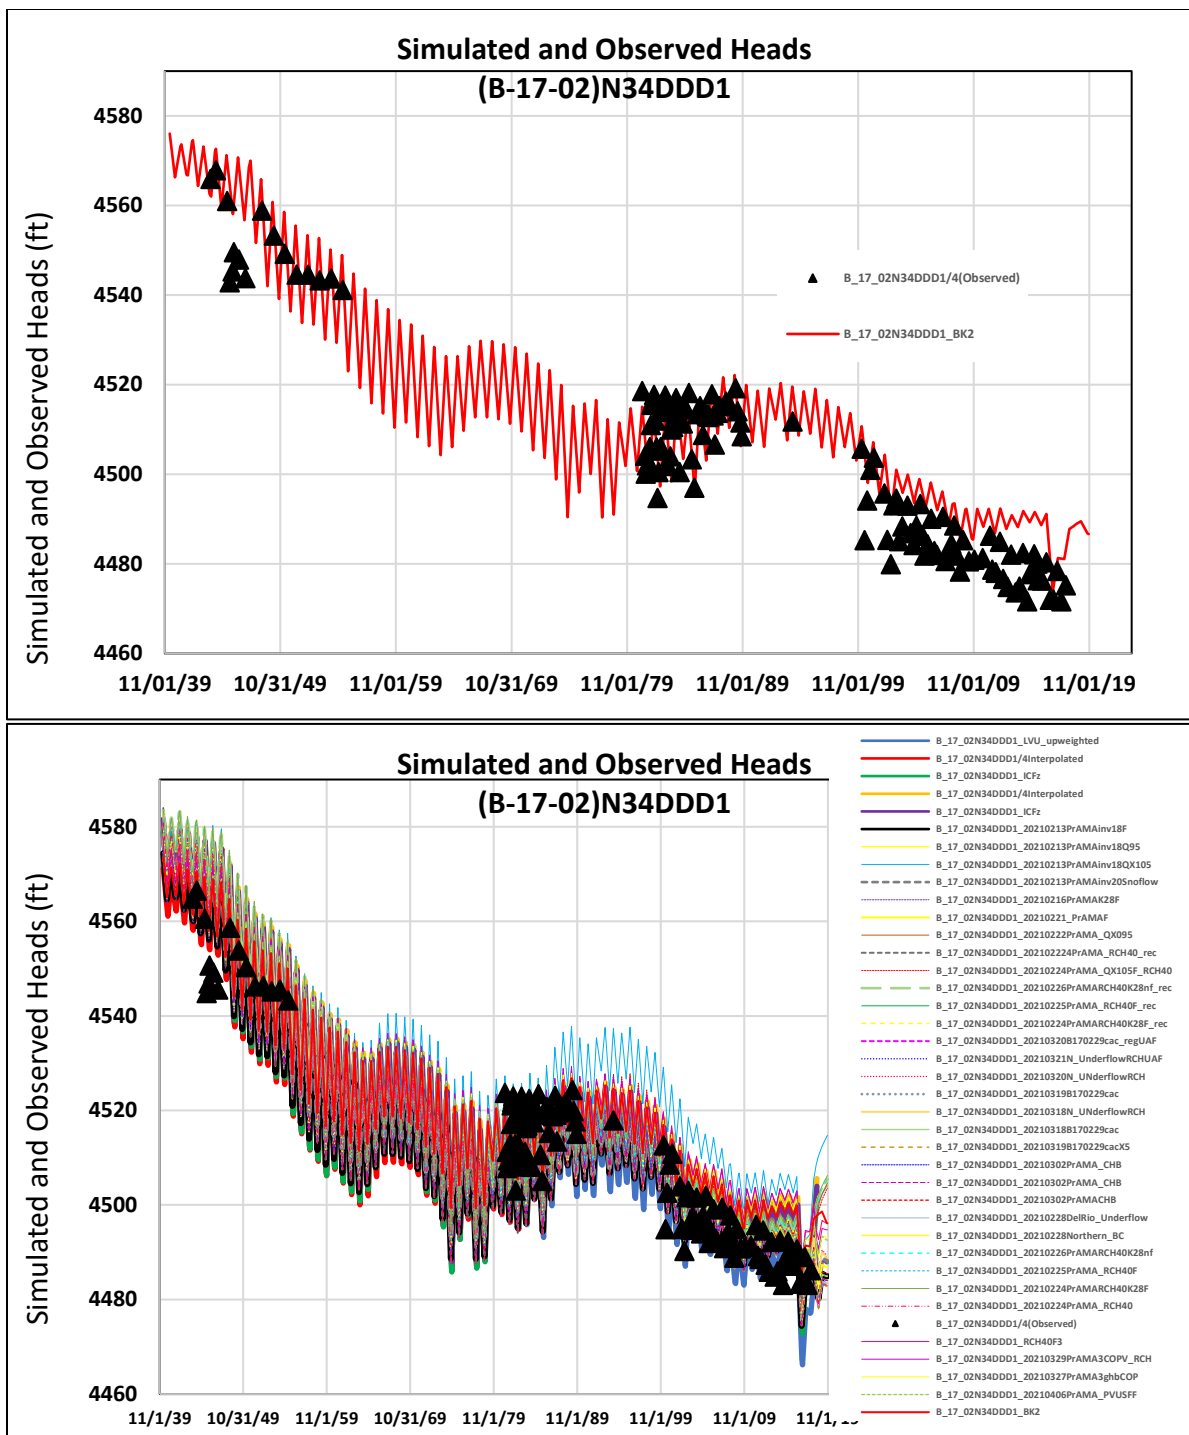 Simulated and Observed Heads
(B-17-02)N34DDD1
Simulated and Observed Heads (ft)
4580
4560
4540
4520
4500
4480
4460
11/01/39
10/31/49
11/01/59
10/31/69
11/01/79
11/01/89
11/01/99
11/01/09
11/01/19
B_17_02N34DDD1/4(Observed)
B_17_02N34DDD1_BK2
Simulated and Observed Heads
(B-17-02)N34DDD1
Simulated and Observed Heads (ft)
4580
4560
4540
4520
4500
4480
4460
11/1/39
10/31/49
11/1/59
10/31/69
11/1/79
11/1/89
11/1/99
11/1/09
11/1/19
B_17_02N34DDD1_LVU_upweighted
B_17_02N34DDD1/4Interpolated
B_17_02N34DDD1_ICFz
B_17_02N34DDD1/4Interpolated
B_17_02N34DDD1_ICFz
B_17_02N34DDD1_20210213PrAMAinv18F
B_17_02N34DDD1_20210213PrAMAinv18Q95
B_17_02N34DDD1_20210213PrAMAinv18QX105
B_17_02N34DDD1_20210213PrAMAinv20Snoflow
B_17_02N34DDD1_20210216PrAMAK28F
B_17_02N34DDD1_20210221_PrAMAF
B_17_02N34DDD1_20210222PrAMA_QX095
B_17_02N34DDD1_20210224PrAMA_RCH40_rec
B_17_02N34DDD1_20210224PrAMA_QX105F_RCH40
B_17_02N34DDD1_20210226PrAMARCH40K28nf_rec
B_17_02N34DDD1_20210225PrAMA_RCH40F_rec
B_17_02N34DDD1_20210224PrAMARCH40K28F_rec
B_17_02N34DDD1_20210320B170229cac_regUAF
B_17_02N34DDD1_20210321N_UnderflowRCHUAF
B_17_02N34DDD1_20210320N_UNderflowRCH
B_17_02N34DDD1_20210319B170229cac
B_17_02N34DDD1_20210318N_UNderflowRCH
B_17_02N34DDD1_20210318B170229cac
B_17_02N34DDD1_20210319B170229cacX5
B_17_02N34DDD1_20210302PrAMA_CHB
B_17_02N34DDD1_20210302PrAMA_CHB
B_17_02N34DDD1_20210302PrAMACHB
B_17_02N34DDD1_20210228DelRio_Underflow
B_17_02N34DDD1_20210228Northern_BC
B_17_02N34DDD1_20210226PrAMARCH40K28nf
B_17_02N34DDD1_20210225PrAMA_RCH40F
B_17_02N34DDD1_20210224PrAMARCH40K28F
B_17_02N34DDD1_20210224PrAMA_RCH40
B_17_02N34DDD1/4(Observed)
B_17_02N34DDD1_RCH40F3
B_17_02N34DDD1_20210329PrAMA3COPV_RCH
B_17_02N34DDD1_20210327PrAMA3ghbCOP
B_17_02N34DDD1_20210406PrAMA_PVUSFF
B_17_02N34DDD1_BK2